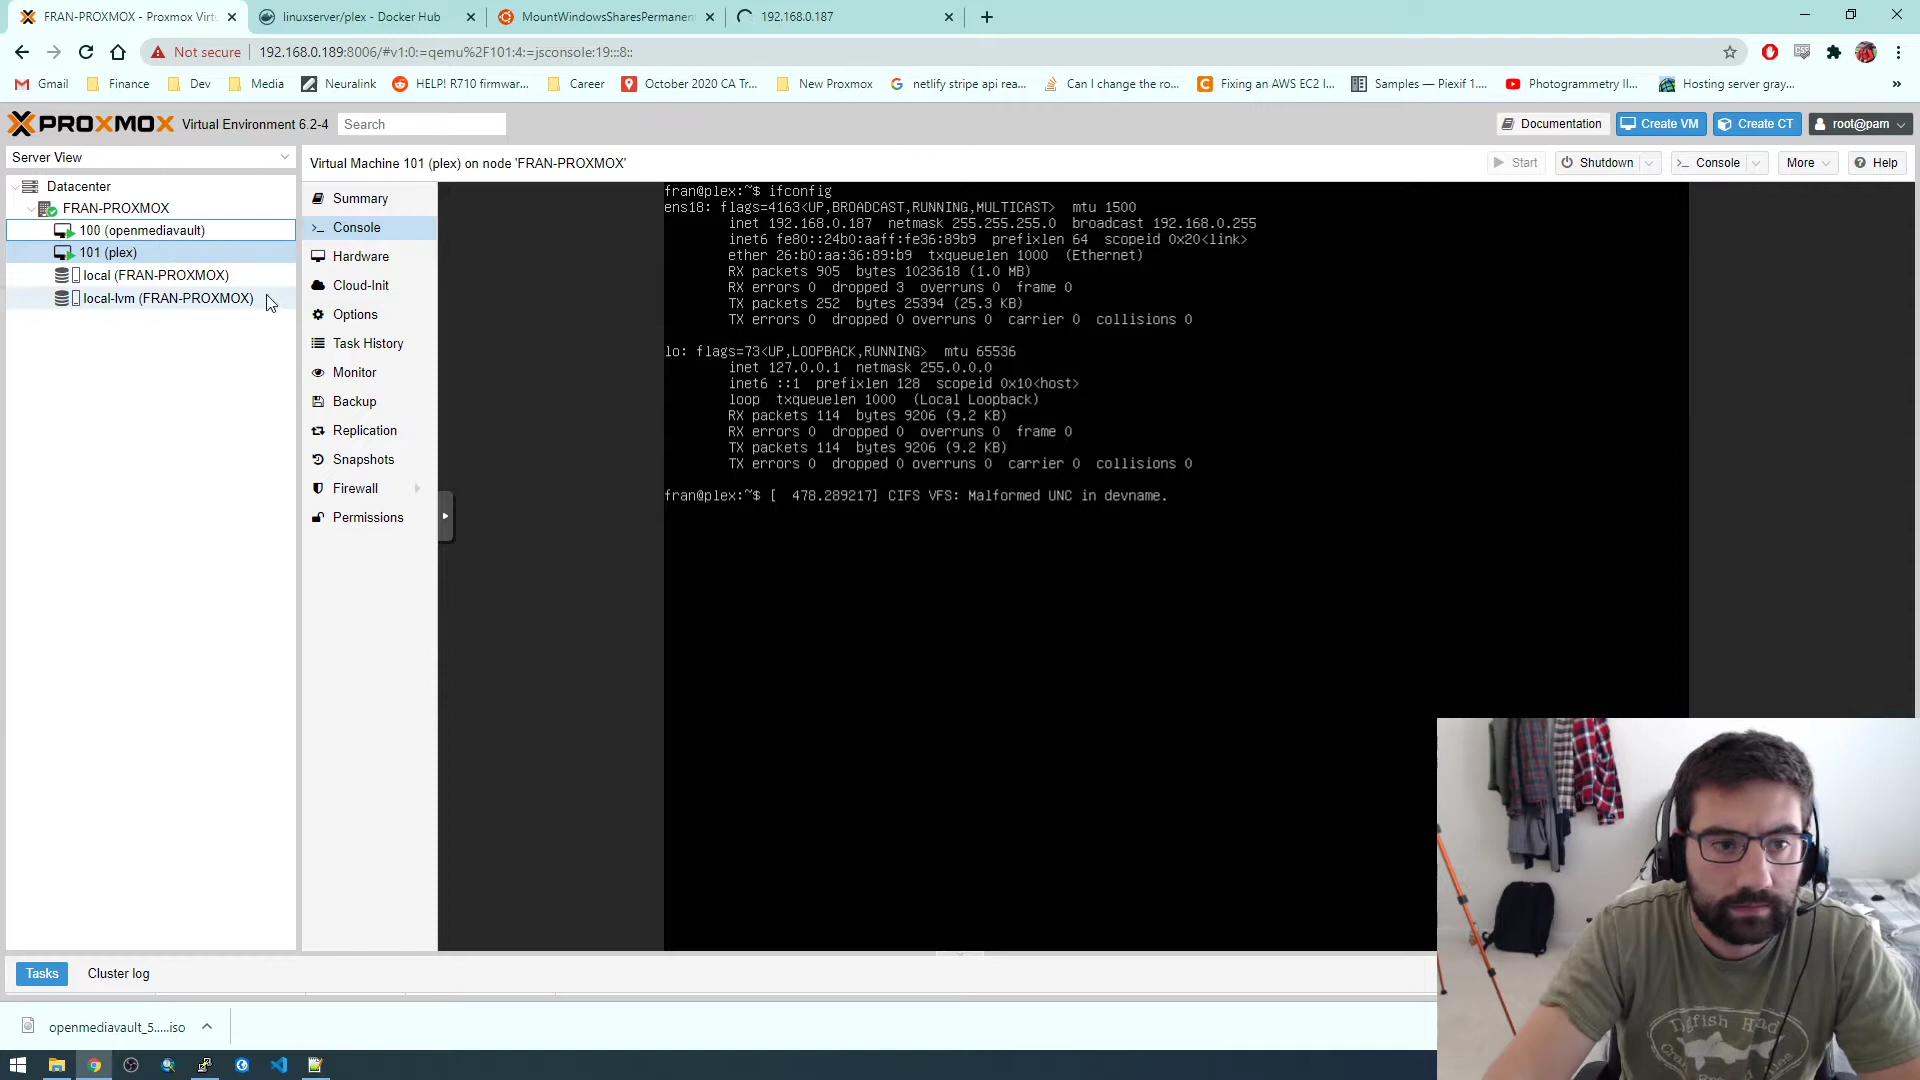 FRAN-PROXMOX - Proxmox Virtu
linuxserver/plex - Docker Hub
MountWindowsSharesPermanen
192.168.0.187
Not secure
192.168.0.189:8006/#v1:0:=qemu%2F101:4:=jsconsole:19:::8::
Gmail
Finance
Dev
Media
Neuralink
HELP! R710 firmwar...
Career
October 2020 CA Tr...
New Proxmox
netlify stripe api rea...
Can I change the ro...
Fixing an AWS EC2 I...
Samples — Piexif 1....
Photogrammetry II...
Hosting server gray...
»
PROXMOX
Virtual Environment 6.2-4
Search
Documentation
Create VM
Create CT
root@pam
Server View
Virtual Machine 101 (plex) on node 'FRAN-PROXMOX'
Start
Shutdown
Console
More
Help
Datacenter
FRAN-PROXMOX
100 (openmediavault)
101 (plex)
local (FRAN-PROXMOX)
local-lvm (FRAN-PROXMOX)
Summary
Console
Hardware
Cloud-Init
Options
Task History
Monitor
Backup
Replication
Snapshots
Firewall
Permissions
fran@plex:~$ ifconfig
ens18: flags=4163<UP,BROADCAST,RUNNING,MULTICAST>  mtu 1500
inet 192.168.0.187  netmask 255.255.255.0  broadcast 192.168.0.255
inet6 fe80::24b0:aaff:fe36:89b9  prefixlen 64  scopeid 0x20<link>
ether 26:b0:aa:36:89:b9  txqueuelen 1000  (Ethernet)
RX packets 905  bytes 1023618 (1.0 MB)
RX errors 0  dropped 3  overruns 0  frame 0
TX packets 252  bytes 25394 (25.3 KB)
TX errors 0  dropped 0 overruns 0  carrier 0  collisions 0
lo: flags=73<UP,LOOPBACK,RUNNING>  mtu 65536
inet 127.0.0.1  netmask 255.0.0.0
inet6 ::1  prefixlen 128  scopeid 0x10<host>
loop  txqueuelen 1000  (Local Loopback)
RX packets 114  bytes 9206 (9.2 KB)
RX errors 0  dropped 0  overruns 0  frame 0
TX packets 114  bytes 9206 (9.2 KB)
TX errors 0  dropped 0 overruns 0  carrier 0  collisions 0
fran@plex:~$ [  478.289217] CIFS VFS: Malformed UNC in devname.
Tasks
Cluster log
openmediavault_5.....iso
Dogfish Head